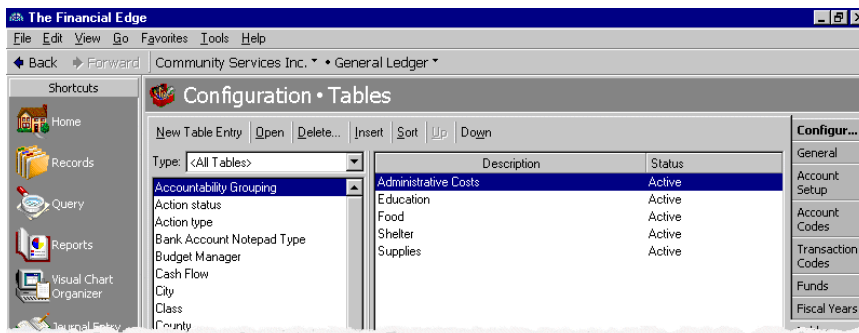 The Financial Edge
File Edit View Go Favorites Tools Help
Back Forward Community Services Inc. • General Ledger
Shortcuts
Home
Records
Query
Reports
Visual Chart Organizer
Journal Entry
Configuration • Tables
New Table Entry Open Delete... Insert Sort Up Down
Type: <All Tables>
Accountability Grouping
Action status
Action type
Bank Account Notepad Type
Budget Manager
Cash Flow
City
Class
County
Description Status
Administrative Costs Active
Education Active
Food Active
Shelter Active
Supplies Active
Configur...
General
Account
Setup
Account
Codes
Transaction
Codes
Funds
Fiscal Years